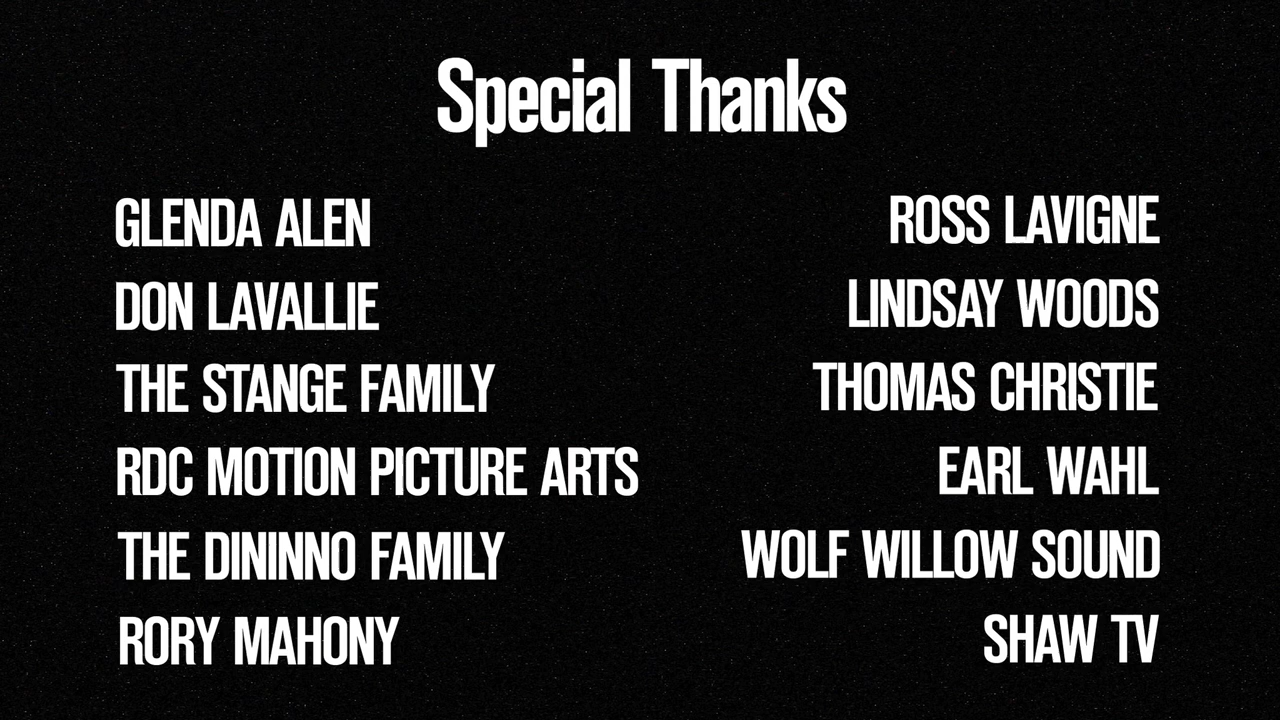 Special Thanks
GLENDA ALEN
DON LAVALLIE
THE STANGE FAMILY
RDC MOTION PICTURE ARTS
THE DININNO FAMILY
RORY MAHONY
ROSS LAVIGNE
LINDSAY WOODS
THOMAS CHRISTIE
EARL WAHL
WOLF WILLOW SOUND
SHAW TV